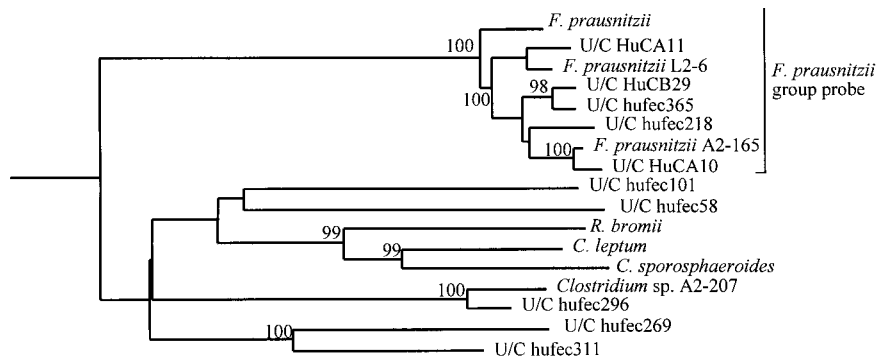 F. prausnitzii
100
U/C HuCA11
F. prausnitzii L2-6
F. prausnitzii
group probe
100
98
U/C HuCB29
U/C hufec365
U/C hufec218
100
F. prausnitzii A2-165
U/C HuCA10
U/C hufec101
U/C hufec58
99
R. bromii
99
C. leptum
C. sporosphaeroides
100
Clostridium sp. A2-207
U/C hufec296
100
U/C hufec269
U/C hufec311